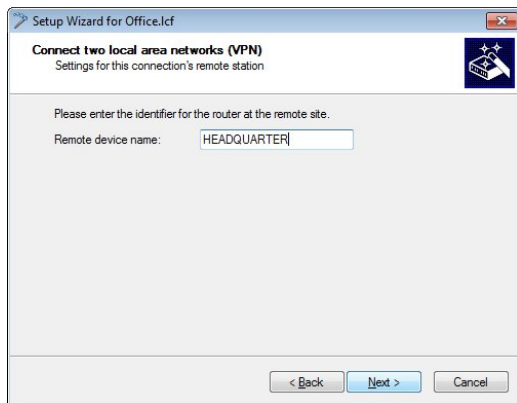 Setup Wizard for Office.lcf
Connect two local area networks (VPN)
Settings for this connection's remote station
Please enter the identifier for the router at the remote site.
Remote device name: HEADQUARTER
< Back Next > Cancel